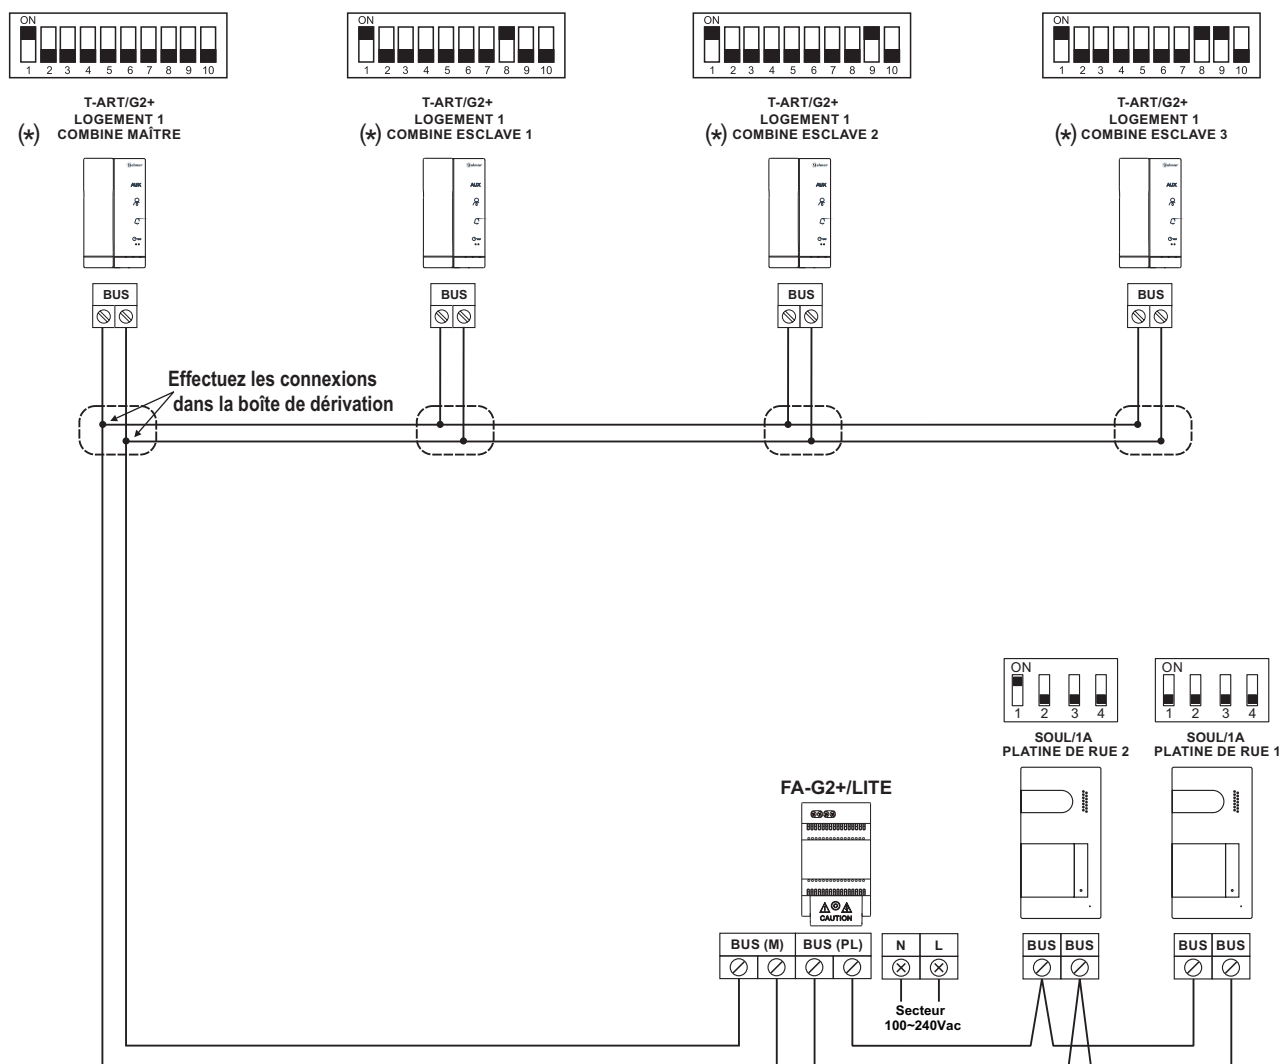 ON ON ON ON
1 2 3 4 5 6 7 8 9 10 1 2 3 4 5 6 7 8 9 10 1 2 3 4 5 6 7 8 9 10 1 2 3 4 5 6 7 8 9 10
T-ART/G2+
LOGEMENT 1
(*) COMBINE MAÎTRE
T-ART/G2+
LOGEMENT 1
(*) COMBINE ESCLAVE 1
T-ART/G2+
LOGEMENT 1
(*) COMBINE ESCLAVE 2
T-ART/G2+
LOGEMENT 1
(*) COMBINE ESCLAVE 3
AUX AUX AUX AUX
BUS BUS BUS BUS
Effectuez les connexions
dans la boîte de dérivation
ON
1 2 3 4
SOUL/1A
PLATINE DE RUE 2
ON
1 2 3 4
SOUL/1A
PLATINE DE RUE 1
FA-G2+/LITE
CAUTION
BUS (M) BUS (PL) N L BUS BUS BUS BUS
Secteur
100~240Vac